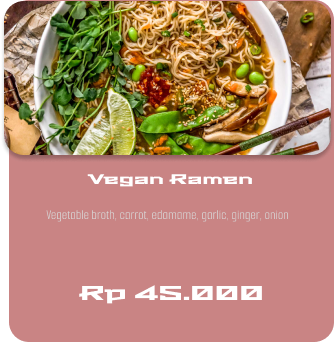 Vegan Ramen
Vegetable broth, carrot, edamame, garlic, ginger, onion
Rp 45.000